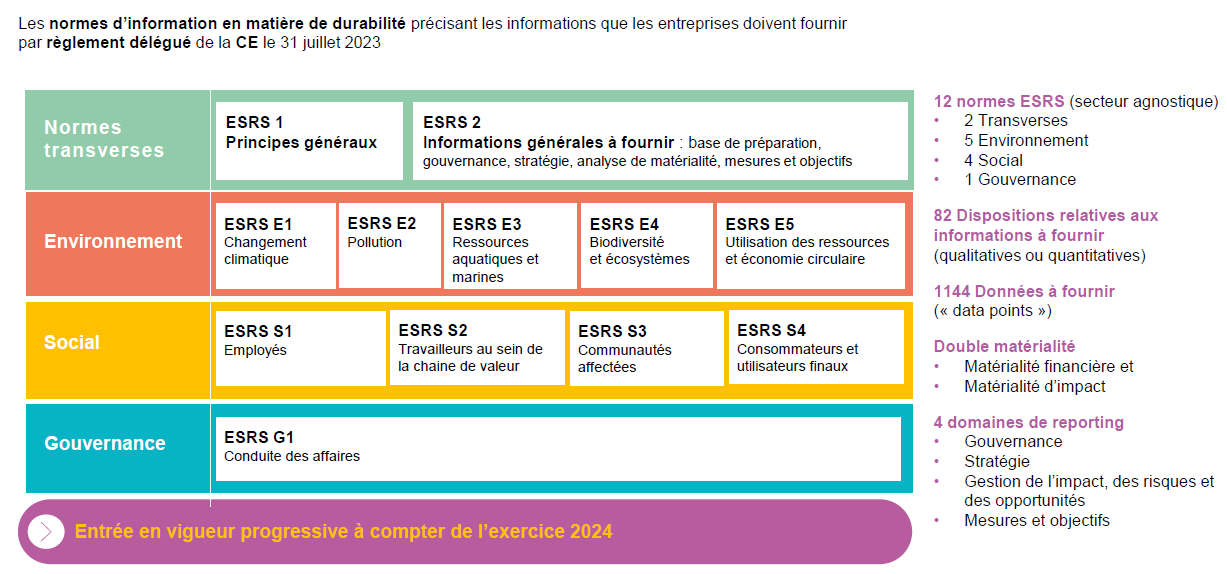 Les normes d’information en matière de durabilité précisant les informations que les entreprises doivent fournir
par règlement délégué de la CE le 31 juillet 2023
Normes
transverses
ESRS 1
Principes généraux
ESRS 2
Informations générales à fournir : base de préparation,
gouvernance, stratégie, analyse de matérialité, mesures et objectifs
Environnement
ESRS E1
Changement
climatique
ESRS E2
Pollution
ESRS E3
Ressources
aquatiques et
marines
ESRS E4
Biodiversité
et écosystèmes
ESRS E5
Utilisation des ressources
et économie circulaire
Social
ESRS S1
Employés
ESRS S2
Travailleurs au sein de
la chaine de valeur
ESRS S3
Communautés
affectées
ESRS S4
Consommateurs et
utilisateurs finaux
Gouvernance
ESRS G1
Conduite des affaires
Entrée en vigueur progressive à compter de l’exercice 2024
12 normes ESRS (secteur agnostique)
• 2 Transverses
• 5 Environnement
• 4 Social
• 1 Gouvernance
82 Dispositions relatives aux
informations à fournir
(qualitatives ou quantitatives)
1144 Données à fournir
(« data points »)
Double matérialité
• Matérialité financière et
• Matérialité d’impact
4 domaines de reporting
• Gouvernance
• Stratégie
• Gestion de l’impact, des risques et
des opportunités
• Mesures et objectifs